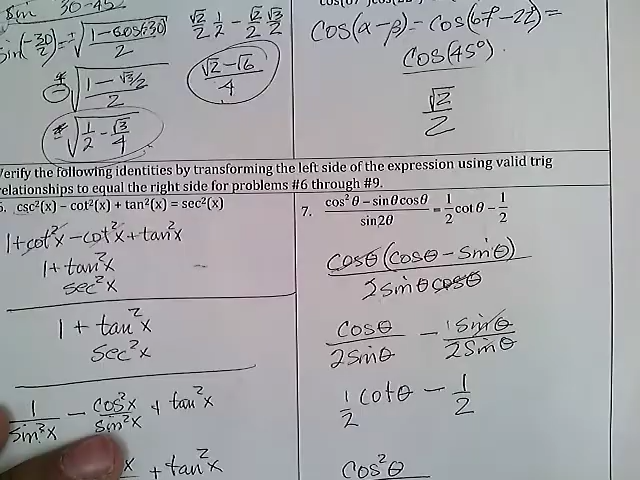 Sin 30-45
sin(-30/2) = ±√((1-cos(-30))/2)
√((1-√3/2)/2)
√(1/2 - √3/4)
√2/2 1/2 - √2/2 √3/2
(√2-√6)/4
cos(α-β) = cos(67°-22°) =
cos(45°).
√2/2
Verify the following identities by transforming the left side of the expression using valid trig
relationships to equal the right side for problems #6 through #9.
6. csc²(x) – cot²(x) + tan²(x) = sec²(x)
1+cot²x - cot²x + tan²x
1+tan²x
sec²x
1 + tan²x
sec²x
1/sin²x - cos²x/sin²x + tan²x
x + tan²x
7. (cos²θ – sinθcosθ)/sin2θ = 1/2 cotθ – 1/2
cosθ(cosθ - sinθ)/2sinθcosθ
cosθ/2sinθ - 1sinθ/2sinθ
1/2 cotθ - 1/2
cos²θ